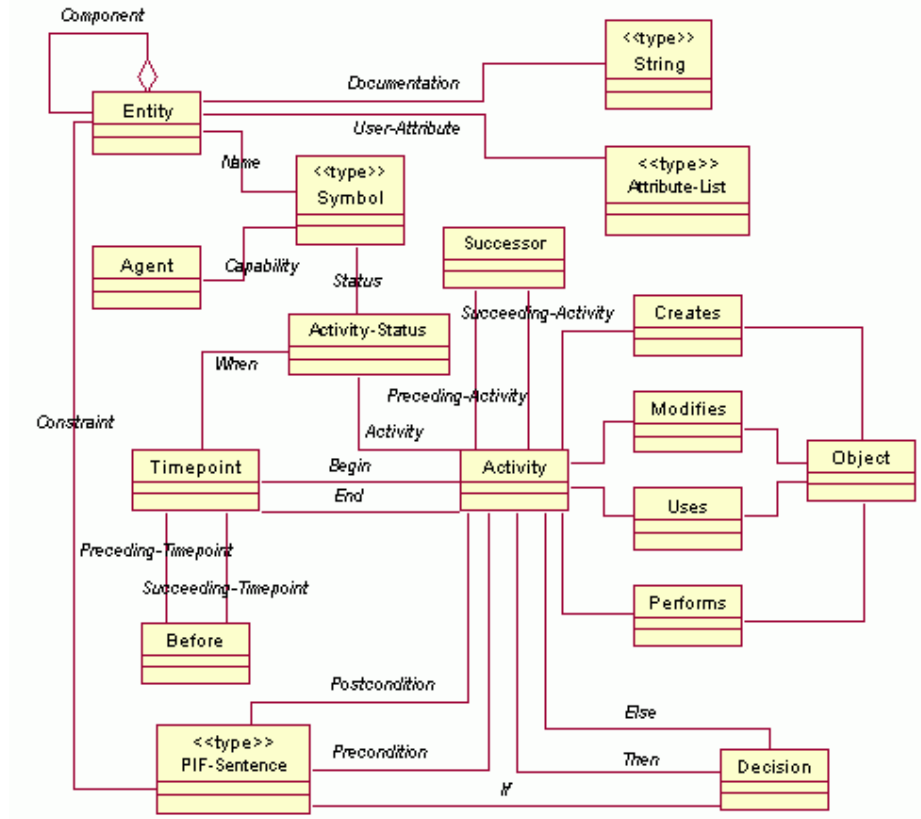 Component
<<type>>
String
Documentation
Entity
User-Attribute
Name
<<type>>
Symbol
<<type>>
Attribute-List
Successor
Agent
Capability
Status
Succeeding-Activity
Creates
Activity-Status
When
Preceding-Activity
Modifies
Constraint
Activity
Timepoint
Begin
Activity
Object
End
Uses
Preceding-Timepoint
Succeeding-Timepoint
Performs
Before
Postcondition
Else
<<type>>
PIF-Sentence
Precondition
Then
Decision
If